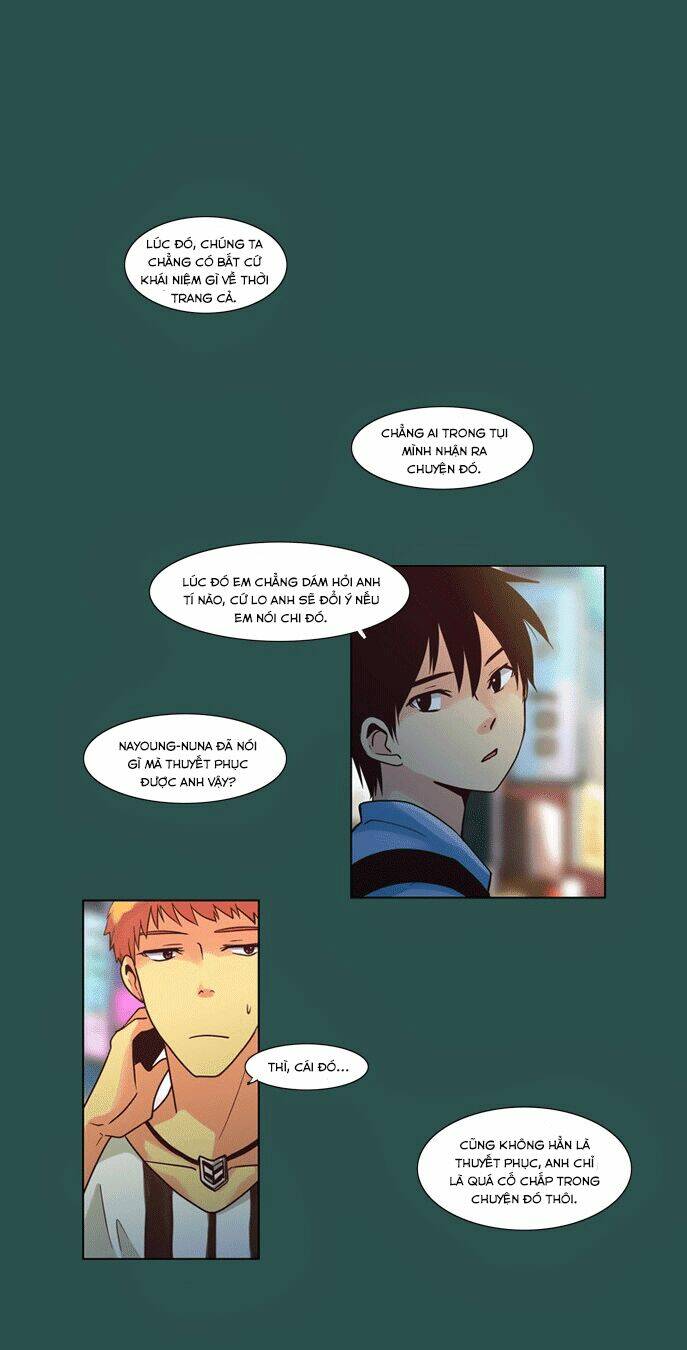 LÚC ĐÓ, CHÚNG TA
CHẲNG CÓ BẤT CỨ
KHÁI NIỆM GÌ VỀ THỜI
TRANG CẢ.
CHẲNG AI TRONG TỤI
MÌNH NHẬN RA
CHUYỆN ĐÓ.
LÚC ĐÓ EM CHẲNG DÁM HỎI ANH
TÍ NÀO, CỨ LO ANH SẼ ĐỔI Ý NẾU
EM NÓI CHI ĐÓ.
NAYOUNG-NUNA ĐÃ NÓI
GÌ MÀ THUYẾT PHỤC
ĐƯỢC ANH VẬY?
THÌ, CÁI ĐÓ...
CŨNG KHÔNG HẲN LÀ
THUYẾT PHỤC, ANH CHỈ
LÀ QUÁ CỐ CHẤP TRONG
CHUYỆN ĐÓ THÔI.